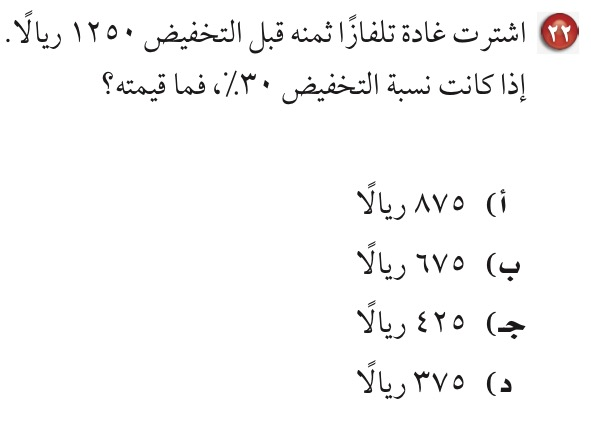 ٢٢ اشترت غادة تلفازًا ثمنه قبل التخفيض ١٢٥٠ ريالًا.
إذا كانت نسبة التخفيض ٣٠٪، فما قيمته؟
أ) ٨٧٥ ريالًا
ب) ٦٧٥ ريالًا
جـ) ٤٢٥ ريالًا
د) ٣٧٥ ريالًا